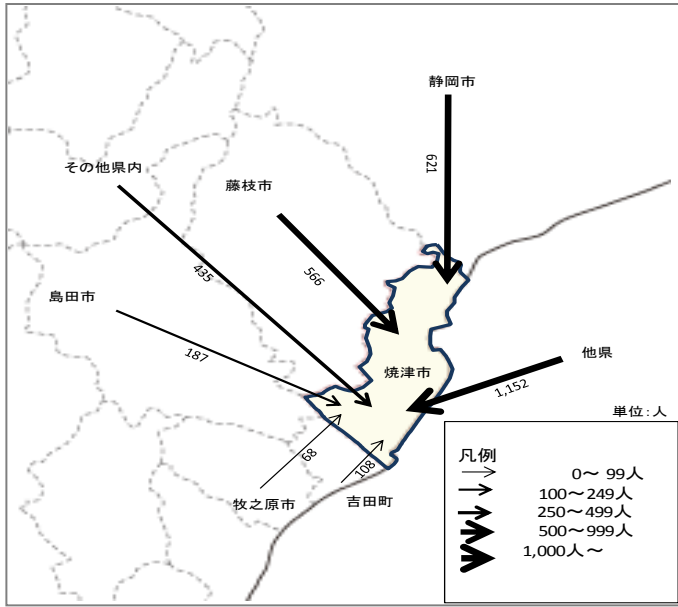 静岡市
621
その他県内
藤枝市
435
566
島田市
187
焼津市
他県
1,152
単位：人
68
108
牧之原市
吉田町
凡例
0～ 99人
100～249人
250～499人
500～999人
1,000人～